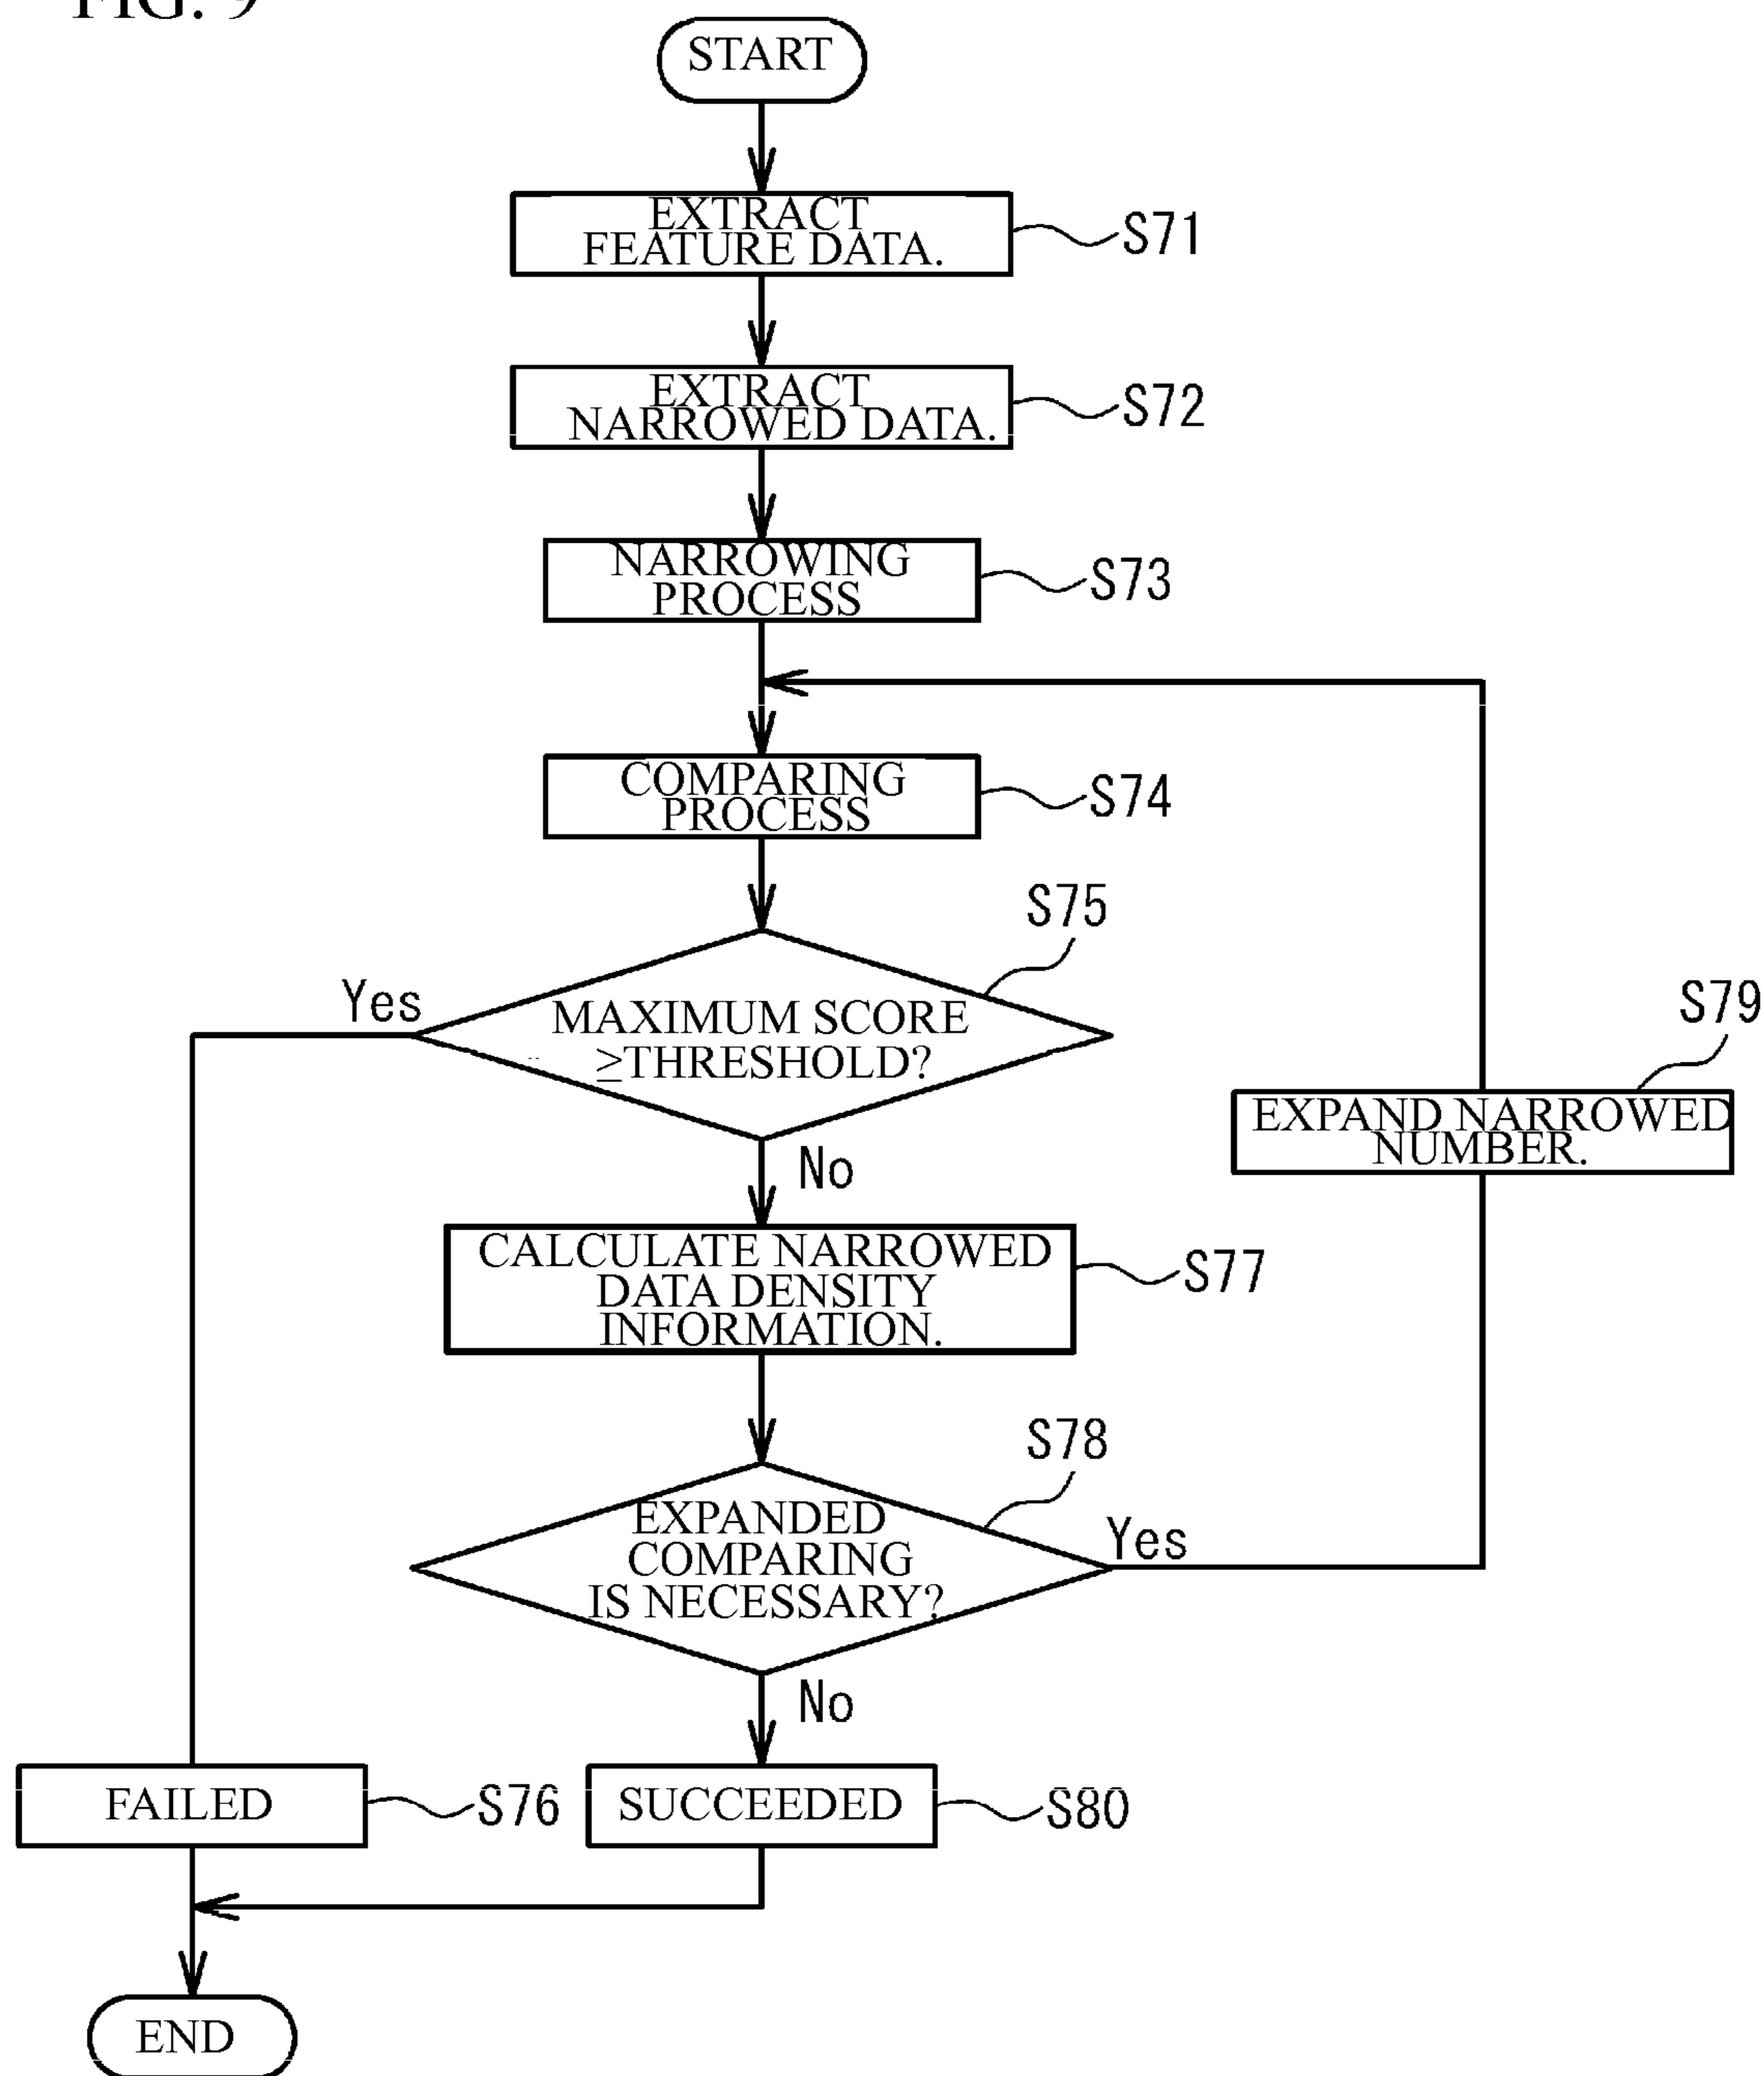 FIG. 9
START
EXTRACT
FEATURE DATA.
S71
EXTRACT
NARROWED DATA.
S72
NARROWING
PROCESS
S73
COMPARING
PROCESS
S74
S75
Yes
MAXIMUM SCORE
≥THRESHOLD?
S79
EXPAND NARROWED
NUMBER.
No
CALCULATE NARROWED
DATA DENSITY
INFORMATION.
S77
S78
EXPANDED
COMPARING
IS NECESSARY?
Yes
No
FAILED
S76
SUCCEEDED
S80
END